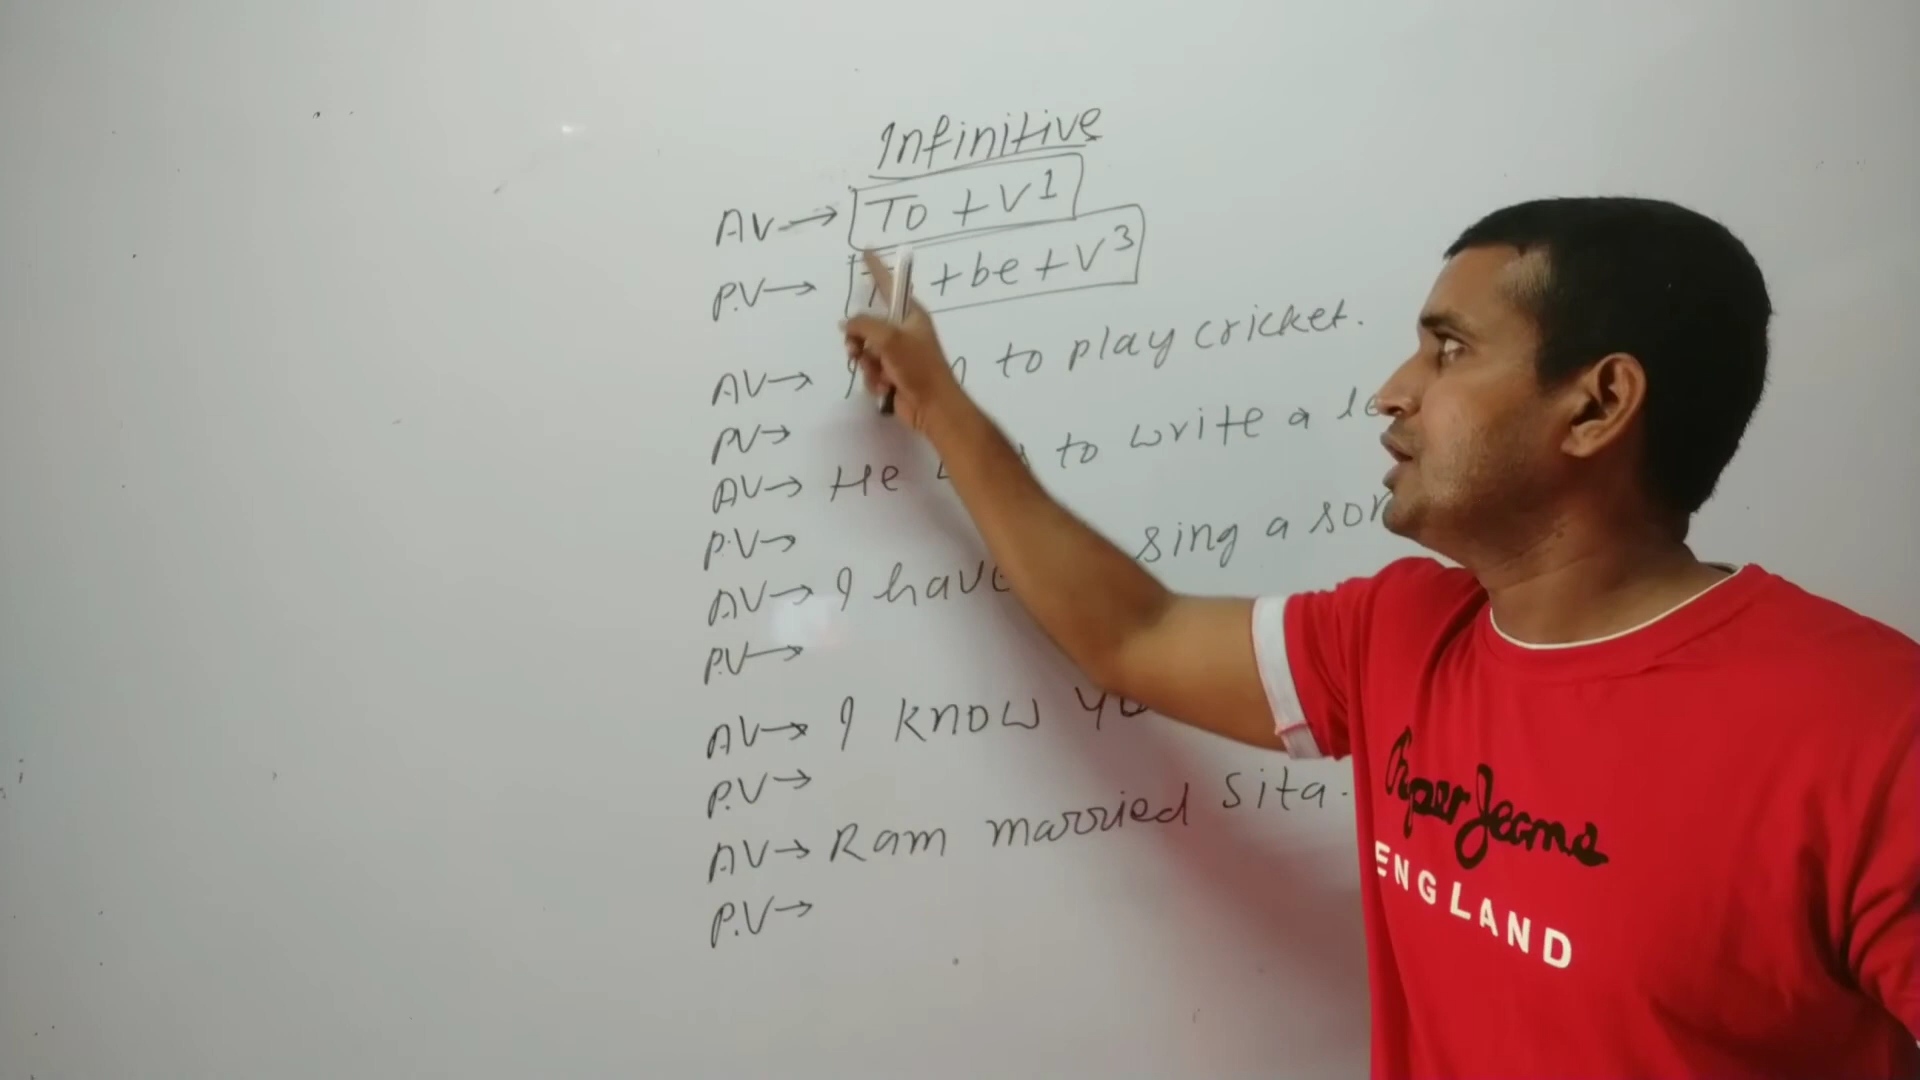 Infinitive
AV→ To + V1
P.V→ + be + V3
AV→ I to play cricket.
PV→
AV→ He to write a
P.V→
AV→ I have sing a
P.V→
AV→ I know
P.V→
AV→ Ram married Sita.
P.V→
Pepe Jeans
ENGLAND